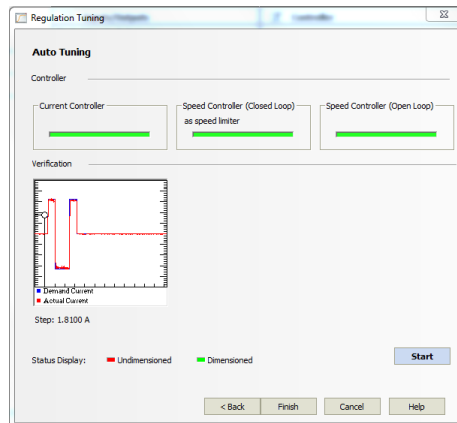 Regulation Tuning
Auto Tuning
Controller
Current Controller
Speed Controller (Closed Loop)
as speed limiter
Speed Controller (Open Loop)
Verification
Demand Current
Actual Current
Step: 1.8100 A
Status Display: Undimensioned Dimensioned
Start
< Back Finish Cancel Help